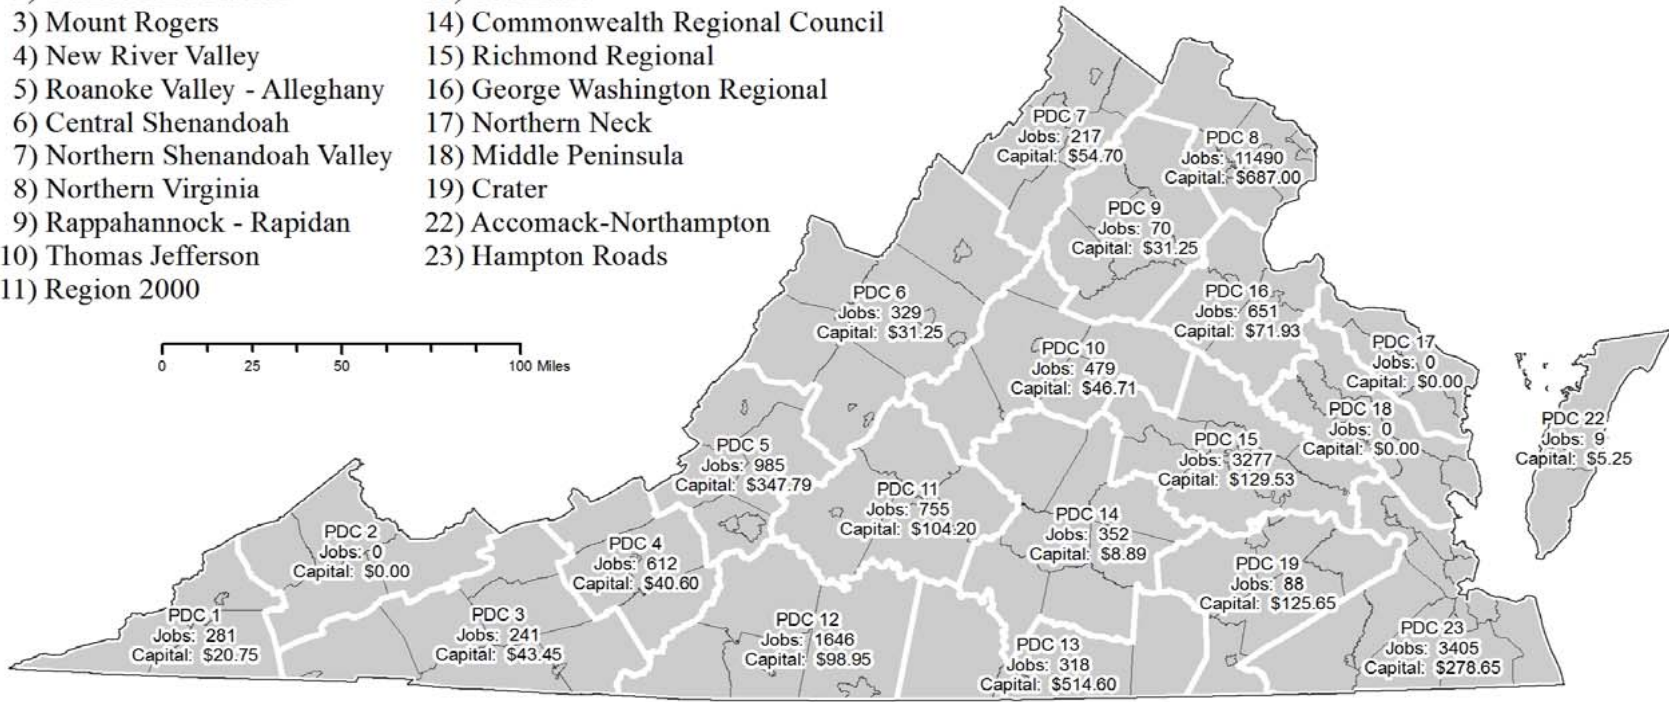 3) Mount Rogers
4) New River Valley
5) Roanoke Valley - Alleghany
6) Central Shenandoah
7) Northern Shenandoah Valley
8) Northern Virginia
9) Rappahannock - Rapidan
10) Thomas Jefferson
11) Region 2000
14) Commonwealth Regional Council
15) Richmond Regional
16) George Washington Regional
17) Northern Neck
18) Middle Peninsula
19) Crater
22) Accomack-Northampton
23) Hampton Roads
0 25 50 100 Miles
PDC 7
Jobs: 217
Capital: $54.70
PDC 8
Jobs: 11490
Capital: $687.00
PDC 9
Jobs: 70
Capital: $31.25
PDC 6
Jobs: 329
Capital: $31.25
PDC 16
Jobs: 651
Capital: $71.93
PDC 10
Jobs: 479
Capital: $46.71
PDC 17
Jobs: 0
Capital: $0.00
PDC 18
Jobs: 0
Capital: $0.00
PDC 22
Jobs: 9
Capital: $5.25
PDC 5
Jobs: 985
Capital: $347.79
PDC 15
Jobs: 3277
Capital: $129.53
PDC 11
Jobs: 755
Capital: $104.20
PDC 14
Jobs: 352
Capital: $8.89
PDC 2
Jobs: 0
Capital: $0.00
PDC 4
Jobs: 612
Capital: $40.60
PDC 19
Jobs: 88
Capital: $125.65
PDC 1
Jobs: 281
Capital: $20.75
PDC 3
Jobs: 241
Capital: $43.45
PDC 12
Jobs: 1646
Capital: $98.95
PDC 13
Jobs: 318
Capital: $514.60
PDC 23
Jobs: 3405
Capital: $278.65